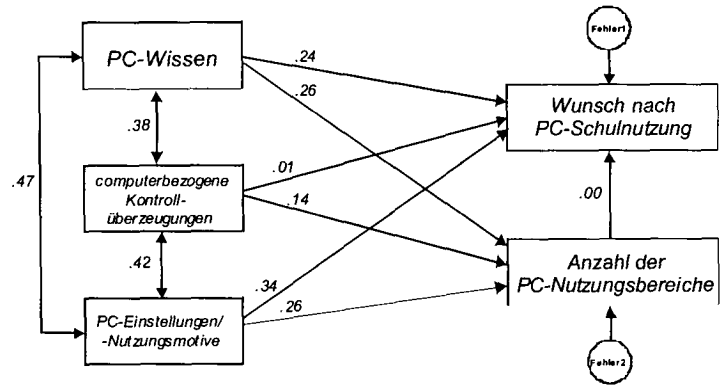 Fehler1
PC-Wissen
.24
.26
Wunsch nach
PC-Schulnutzung
.38
.47
computerbezogene
Kontroll-
überzeugungen
.01
.14
.00
.42
Anzahl der
PC-Nutzungsbereiche
.34
.26
PC-Einstellungen/
-Nutzungsmotive
Fehler2